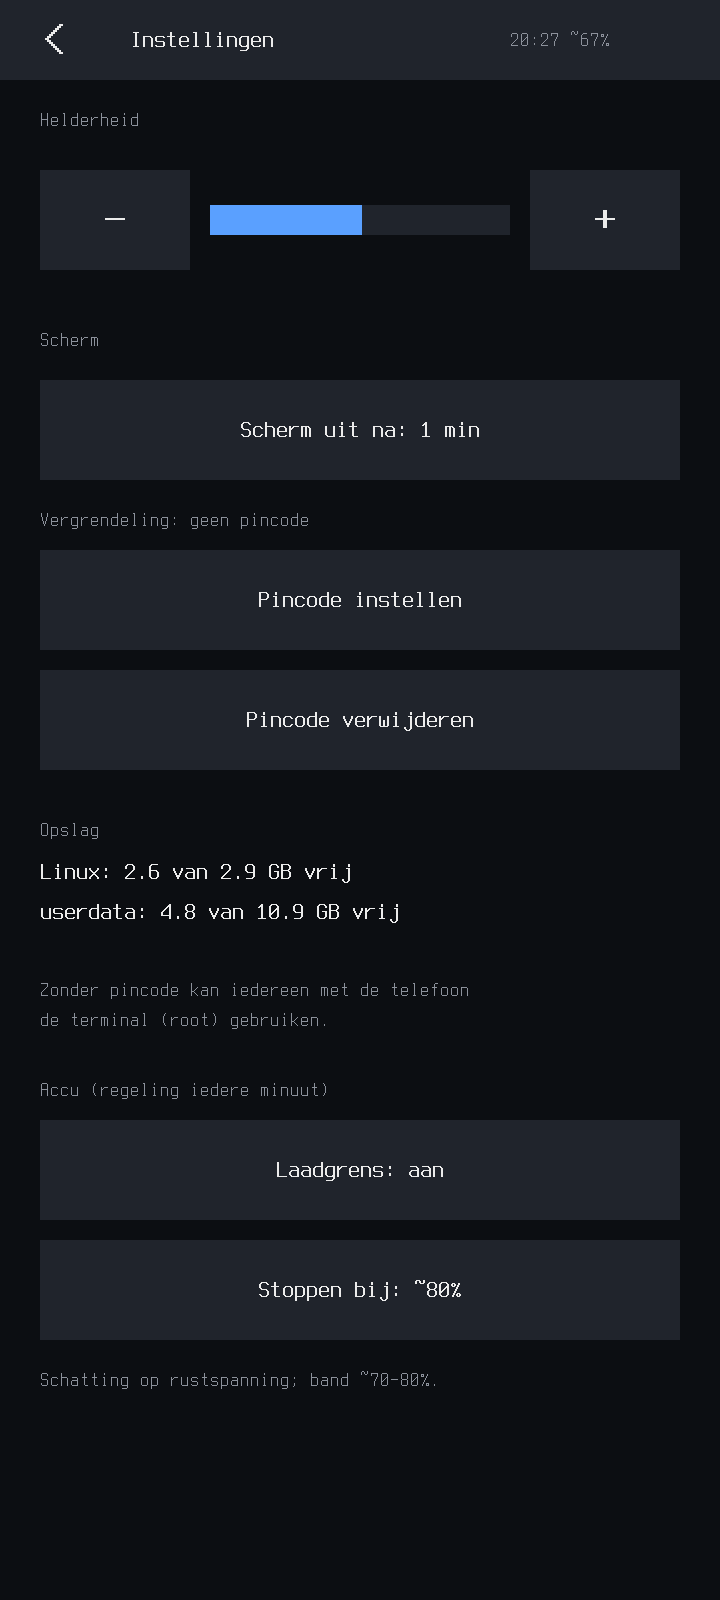 Instellingen 20:27 ~67%
Helderheid
− +
Scherm
Scherm uit na: 1 min
Vergrendeling: geen pincode
Pincode instellen
Pincode verwijderen
Opslag
Linux: 2.6 van 2.9 GB vrij
userdata: 4.8 van 10.9 GB vrij
Zonder pincode kan iedereen met de telefoon
de terminal (root) gebruiken.
Accu (regeling iedere minuut)
Laadgrens: aan
Stoppen bij: ~80%
Schatting op rustspanning; band ~70-80%.